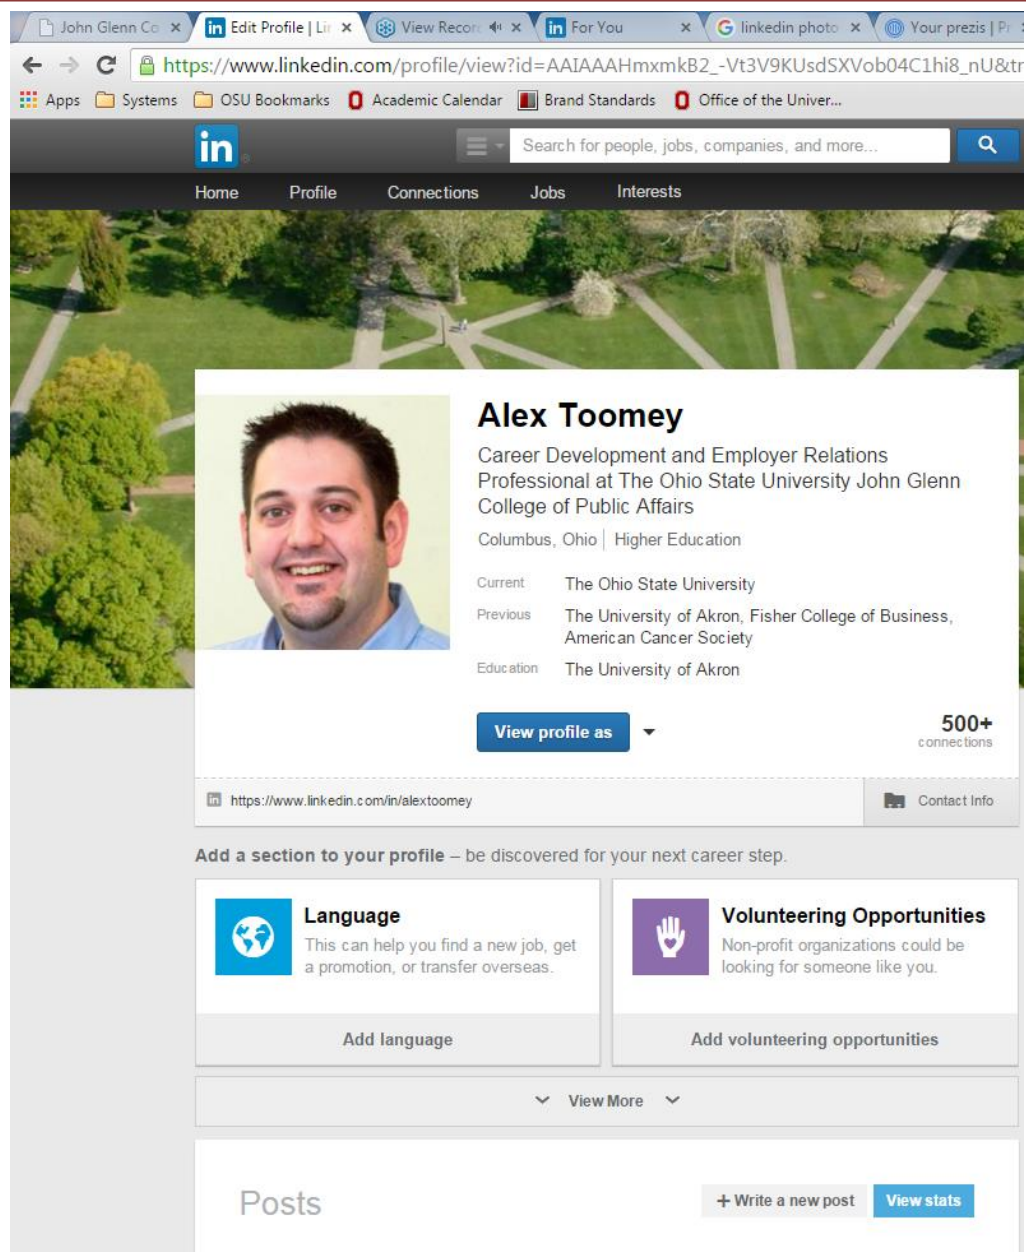 John Glenn Co
Edit Profile | Lir
View Recor
For You
linkedin photo
Your prezis | Pr
https://www.linkedin.com/profile/view?id=AAIAAAHmxmkB2_-Vt3V9KUsdSXVob04C1hi8_nU&tr
Apps Systems OSU Bookmarks Academic Calendar Brand Standards Office of the Univer...
in Search for people, jobs, companies, and more...
Home Profile Connections Jobs Interests
Alex Toomey
Career Development and Employer Relations
Professional at The Ohio State University John Glenn
College of Public Affairs
Columbus, Ohio | Higher Education
Current The Ohio State University
Previous The University of Akron, Fisher College of Business,
American Cancer Society
Education The University of Akron
View profile as
500+
connections
https://www.linkedin.com/in/alextoomey
Contact Info
Add a section to your profile – be discovered for your next career step.
Language
This can help you find a new job, get
a promotion, or transfer overseas.
Add language
Volunteering Opportunities
Non-profit organizations could be
looking for someone like you.
Add volunteering opportunities
View More
Posts
+ Write a new post
View stats